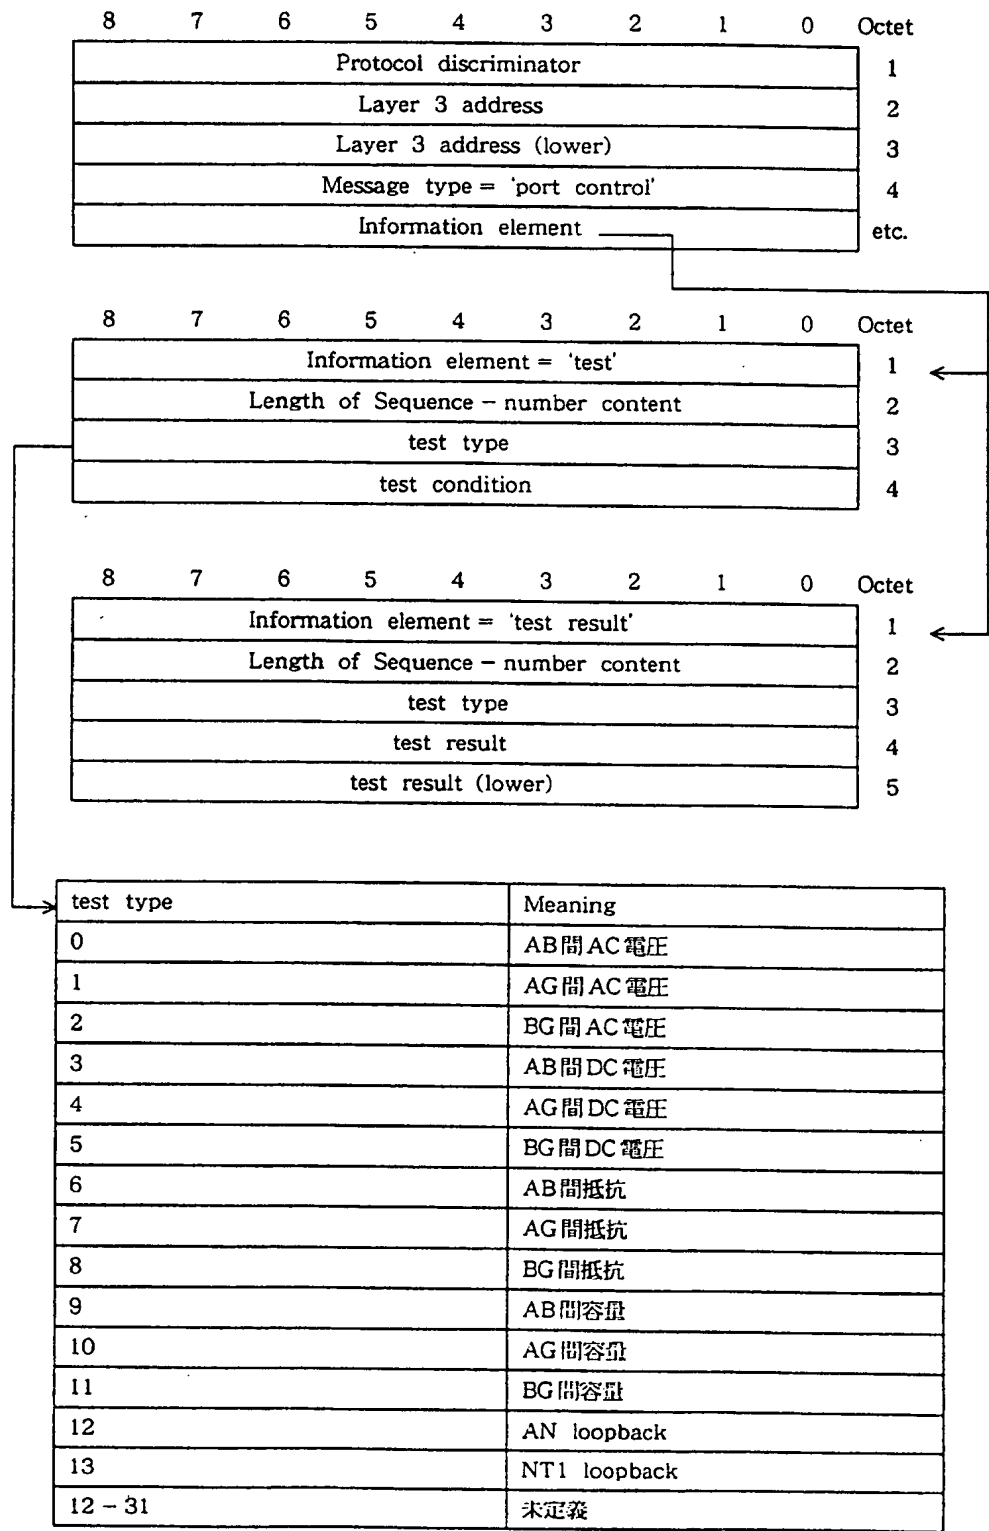 8 7 6 5 4 3 2 1 0 Octet
Protocol discriminator 1
Layer 3 address 2
Layer 3 address (lower) 3
Message type = 'port control' 4
Information element etc.
8 7 6 5 4 3 2 1 0 Octet
Information element = 'test' 1
Length of Sequence - number content 2
test type 3
test condition 4
8 7 6 5 4 3 2 1 0 Octet
Information element = 'test result' 1
Length of Sequence - number content 2
test type 3
test result 4
test result (lower) 5
test type Meaning
0 AB間AC電圧
1 AG間AC電圧
2 BG間AC電圧
3 AB間DC電圧
4 AG間DC電圧
5 BG間DC電圧
6 AB間抵抗
7 AG間抵抗
8 BG間抵抗
9 AB間容量
10 AG間容量
11 BG間容量
12 AN loopback
13 NT1 loopback
12 - 31 未定義